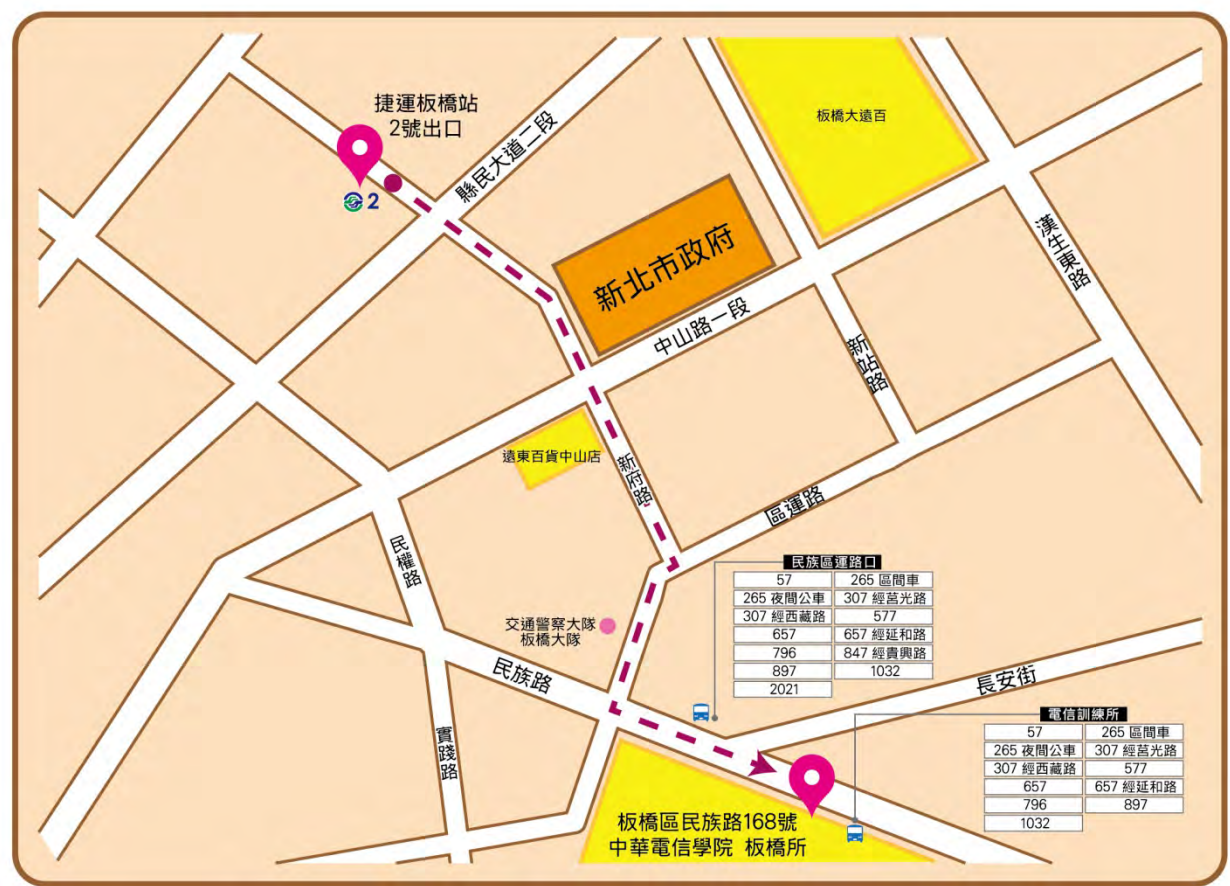 捷運板橋站
2號出口
2
縣民大道二段
板橋大遠百
新北市政府
漢生東路
中山路一段
新站路
遠東百貨中山店
新府路
區運路
民權路
交通警察大隊
板橋大隊
民族路
實踐路
長安街
民族區運路口
57 265 區間車
265 夜間公車 307 經莒光路
307 經西藏路 577
657 657 經延和路
796 847 經貴興路
897 1032
2021
電信訓練所
57 265 區間車
265 夜間公車 307 經莒光路
307 經西藏路 577
657 657 經延和路
796 897
1032
板橋區民族路168號
中華電信學院 板橋所